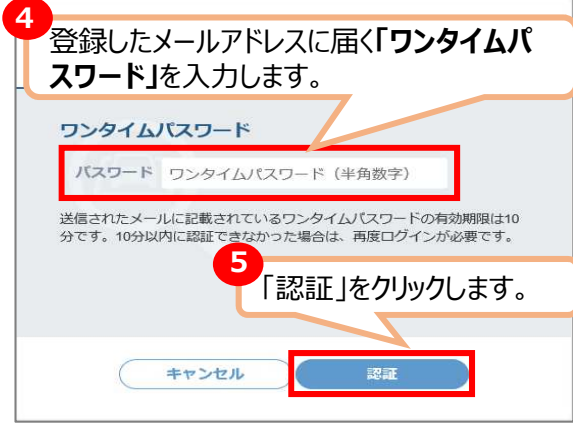 4
登録したメールアドレスに届く「ワンタイムパ
スワード」を入力します。
ワンタイムパスワード
パスワード ワンタイムパスワード（半角数字）
送信されたメールに記載されているワンタイムパスワードの有効期限は10
分です。10分以内に認証できなかった場合は、再度ログインが必要です。
5
「認証」をクリックします。
キャンセル 認証